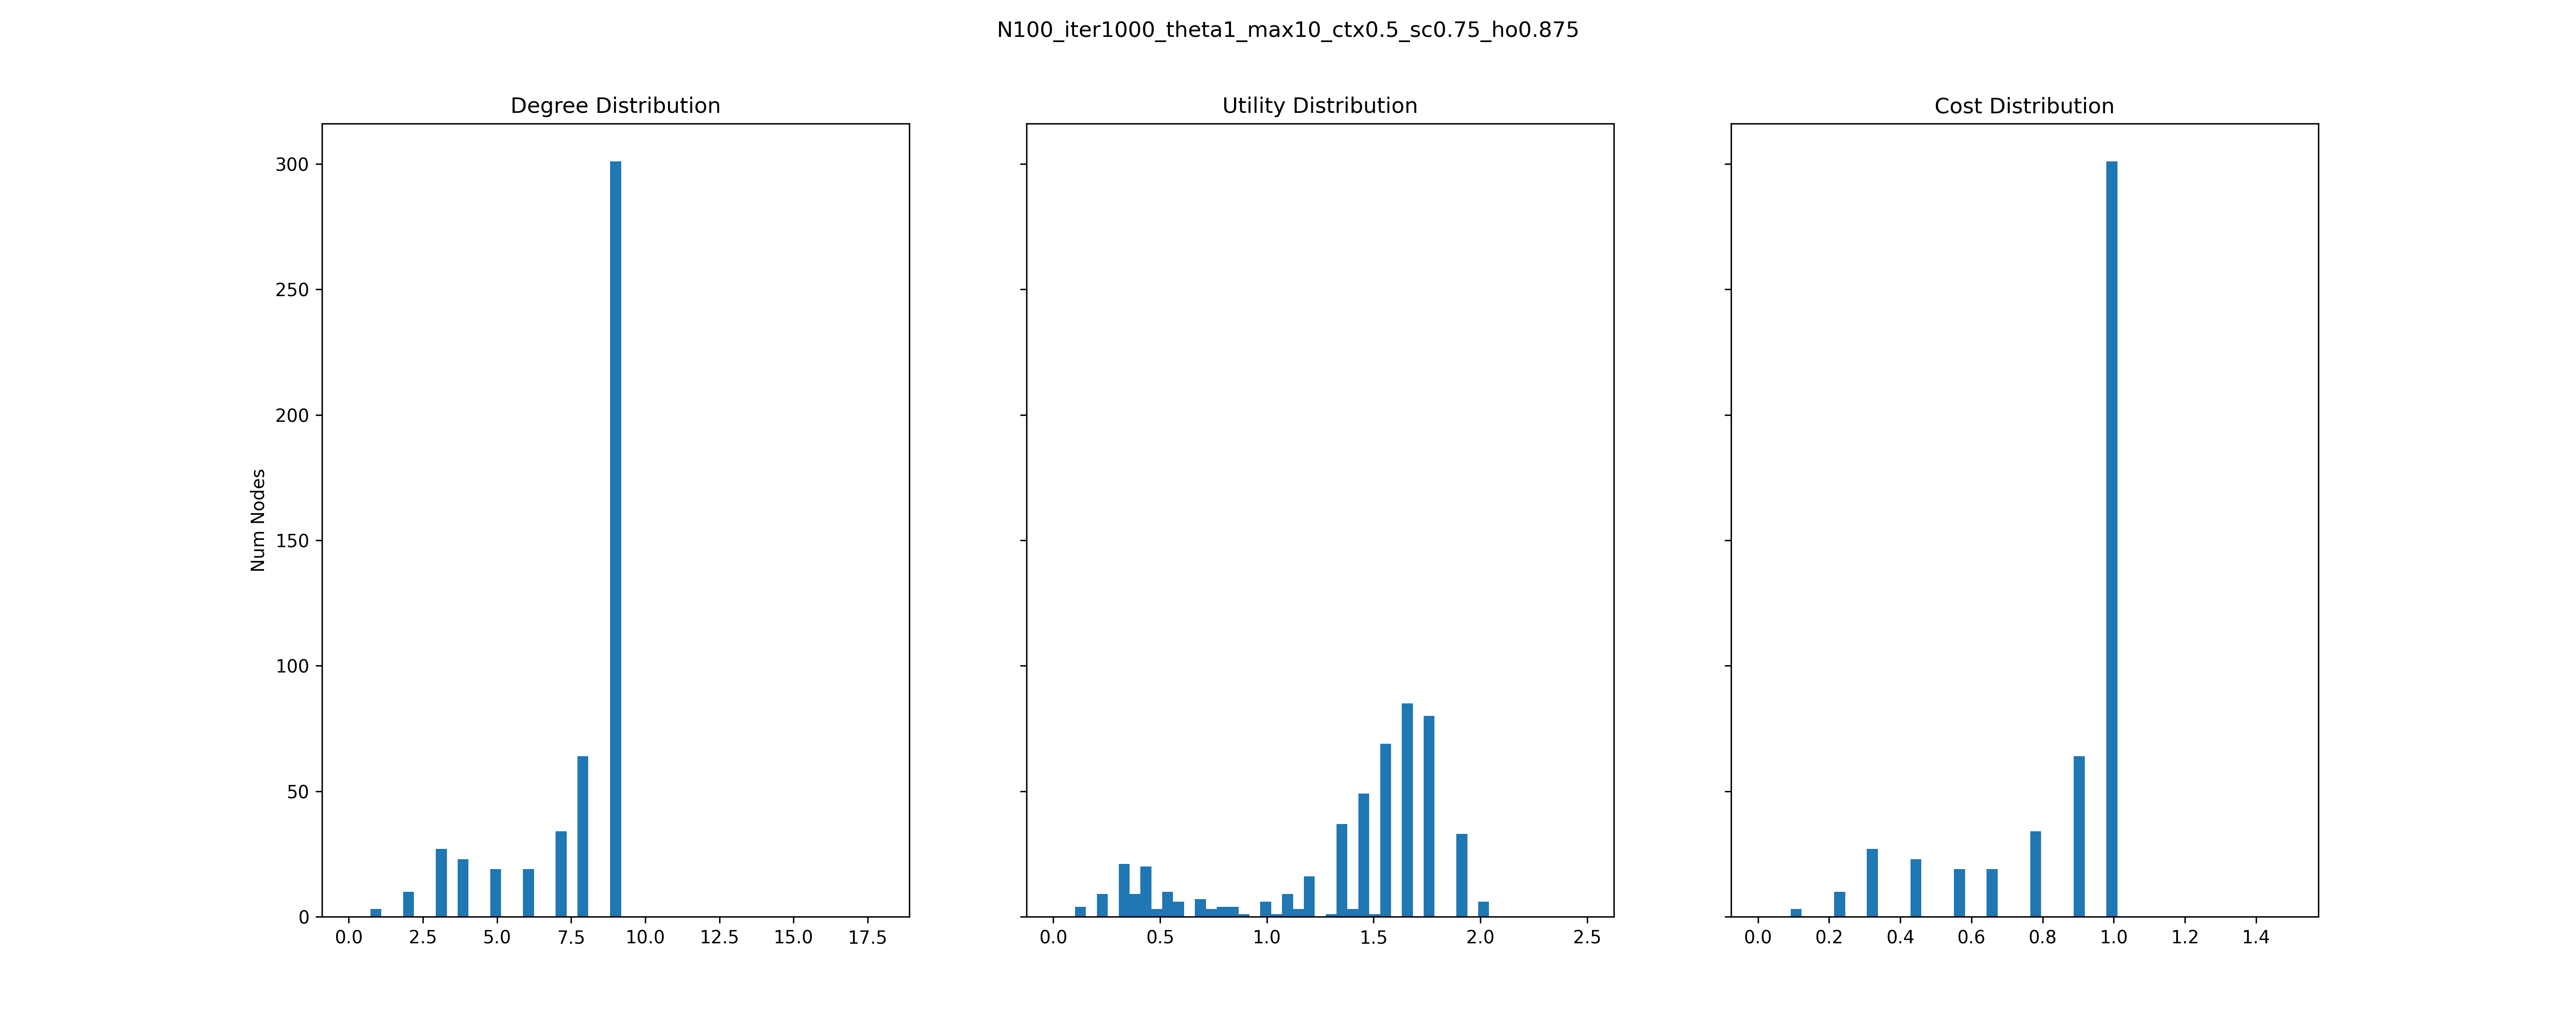 N100_iter1000_theta1_max10_ctx0.5_sc0.75_ho0.875
Degree Distribution
Utility Distribution
Cost Distribution
Num Nodes
300
250
200
150
100
50
0
0.0 2.5 5.0 7.5 10.0 12.5 15.0 17.5
0.0 0.5 1.0 1.5 2.0 2.5
0.0 0.2 0.4 0.6 0.8 1.0 1.2 1.4